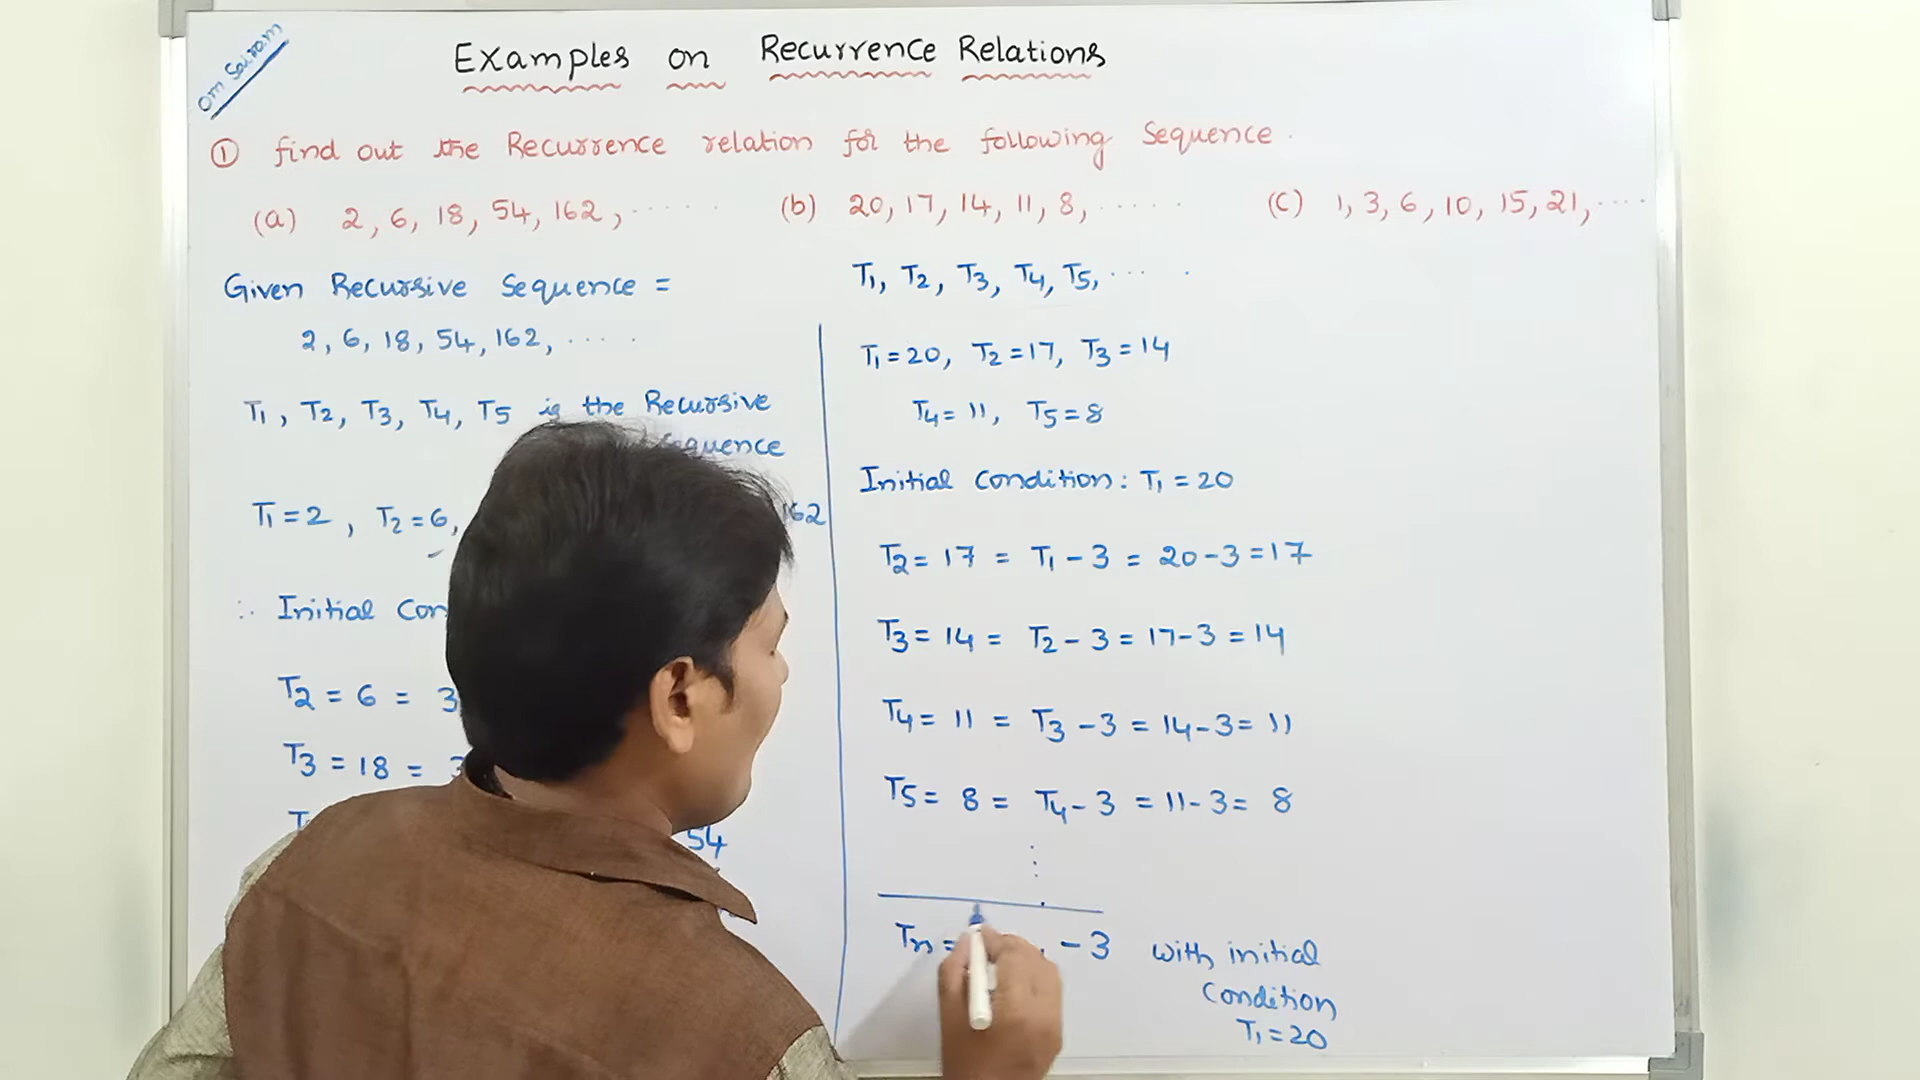 Om Sairam
Examples on Recurrence Relations
① find out the Recurrence relation for the following Sequence.
(a) 2, 6, 18, 54, 162, ......
(b) 20, 17, 14, 11, 8, ......
(c) 1, 3, 6, 10, 15, 21, ....
Given Recursive Sequence =
2, 6, 18, 54, 162, ....
T1, T2, T3, T4, T5 is the Recursive
Sequence
T1 = 2, T2 = 6, 162
∴ Initial Con
T2 = 6 = 3
T3 = 18 = 3
54
T1, T2, T3, T4, T5, ....
T1 = 20, T2 = 17, T3 = 14
T4 = 11, T5 = 8
Initial Condition: T1 = 20
T2 = 17 = T1 - 3 = 20 - 3 = 17
T3 = 14 = T2 - 3 = 17 - 3 = 14
T4 = 11 = T3 - 3 = 14 - 3 = 11
T5 = 8 = T4 - 3 = 11 - 3 = 8
Tn = - 3 with initial
Condition
T1 = 20